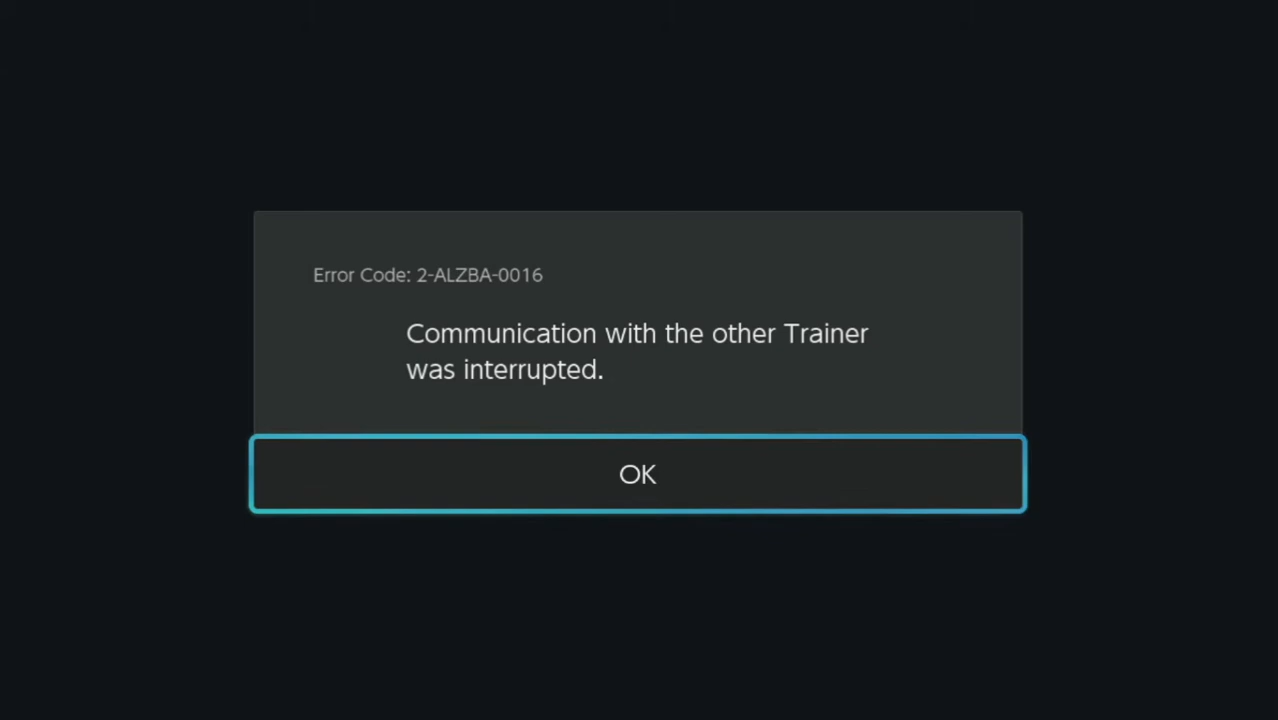 Error Code: 2-ALZBA-0016
Communication with the other Trainer
was interrupted.
OK